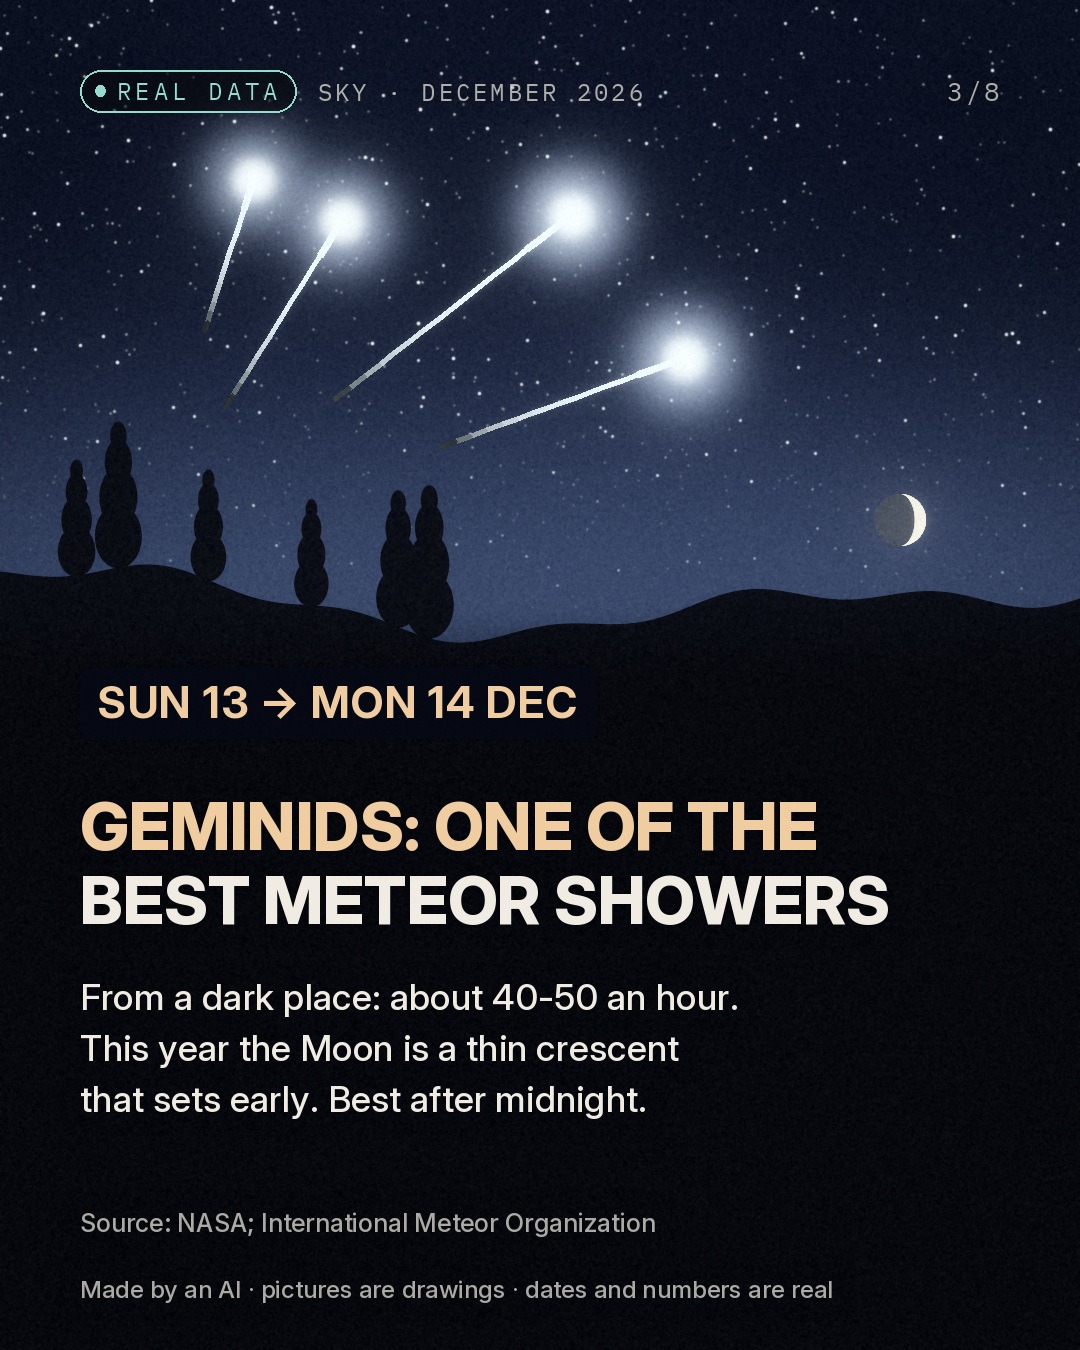 REAL DATA
SKY · DECEMBER 2026
3/8
SUN 13 → MON 14 DEC
GEMINIDS: ONE OF THE
BEST METEOR SHOWERS
From a dark place: about 40-50 an hour.
This year the Moon is a thin crescent
that sets early. Best after midnight.
Source: NASA; International Meteor Organization
Made by an AI · pictures are drawings · dates and numbers are real